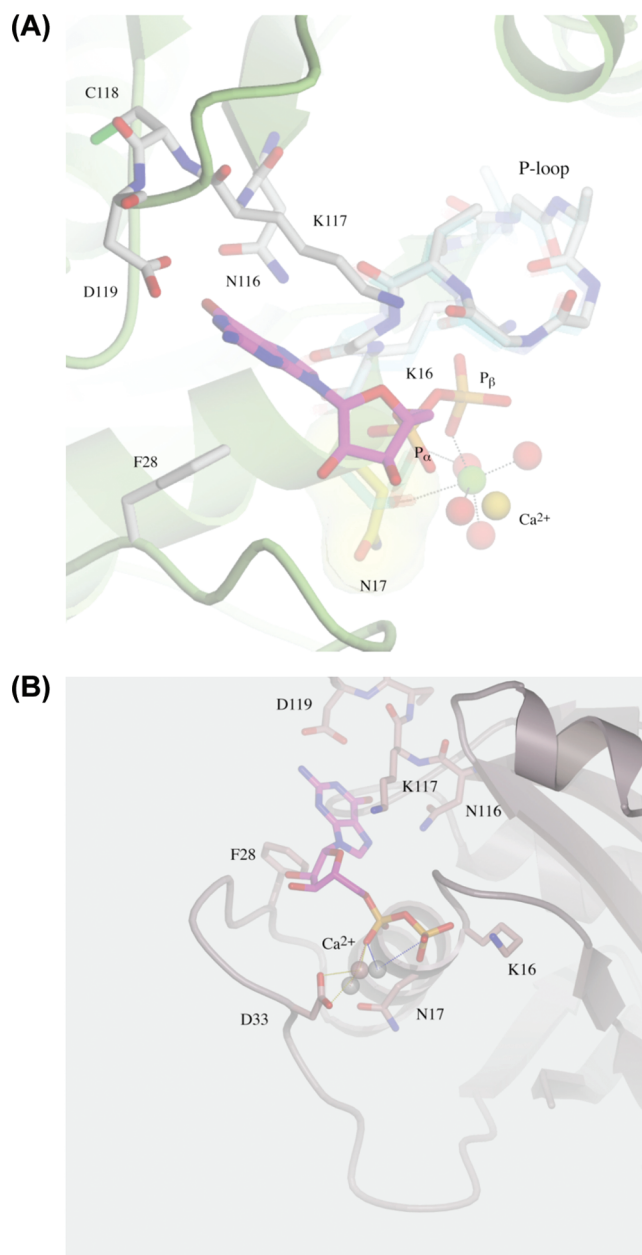 (A)
C118
P-loop
K117
D119
N116
K16
Pβ
F28
Pα
Ca²⁺
N17
(B)
D119
K117
N116
F28
Ca²⁺
K16
N17
D33